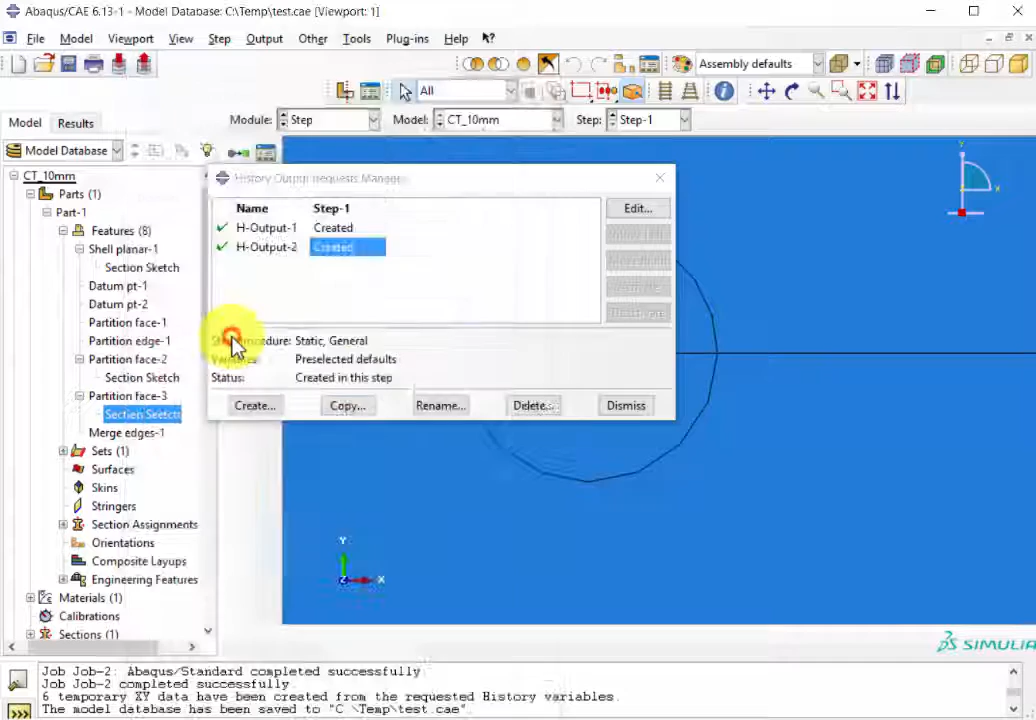 Abaqus/CAE 6.13-1 - Model Database: C:\Temp\test.cae [Viewport: 1]
File Model Viewport View Step Output Other Tools Plug-ins Help
Assembly defaults
All
Model Results
Module: Step Model: CT_10mm Step: Step-1
Model Database
CT_10mm
Parts (1)
Part-1
Features (8)
Shell planar-1
Section Sketch
Datum pt-1
Datum pt-2
Partition face-1
Partition edge-1
Partition face-2
Section Sketch
Partition face-3
Section Sketch
Merge edges-1
Sets (1)
Surfaces
Skins
Stringers
Section Assignments
Orientations
Composite Layups
Engineering Features
Materials (1)
Calibrations
Sections (1)
History Output Requests Manager
Name Step-1
H-Output-1 Created
H-Output-2 Created
Edit...
Step procedure: Static, General
Variables: Preselected defaults
Status: Created in this step
Create... Copy... Rename... Delete... Dismiss
Y
X
Y
X
SIMULIA
Job Job-2: Abaqus/Standard completed successfully
Job Job-2 completed successfully.
6 temporary XY data have been created from the requested History variables.
The model database has been saved to "C:\Temp\test.cae".